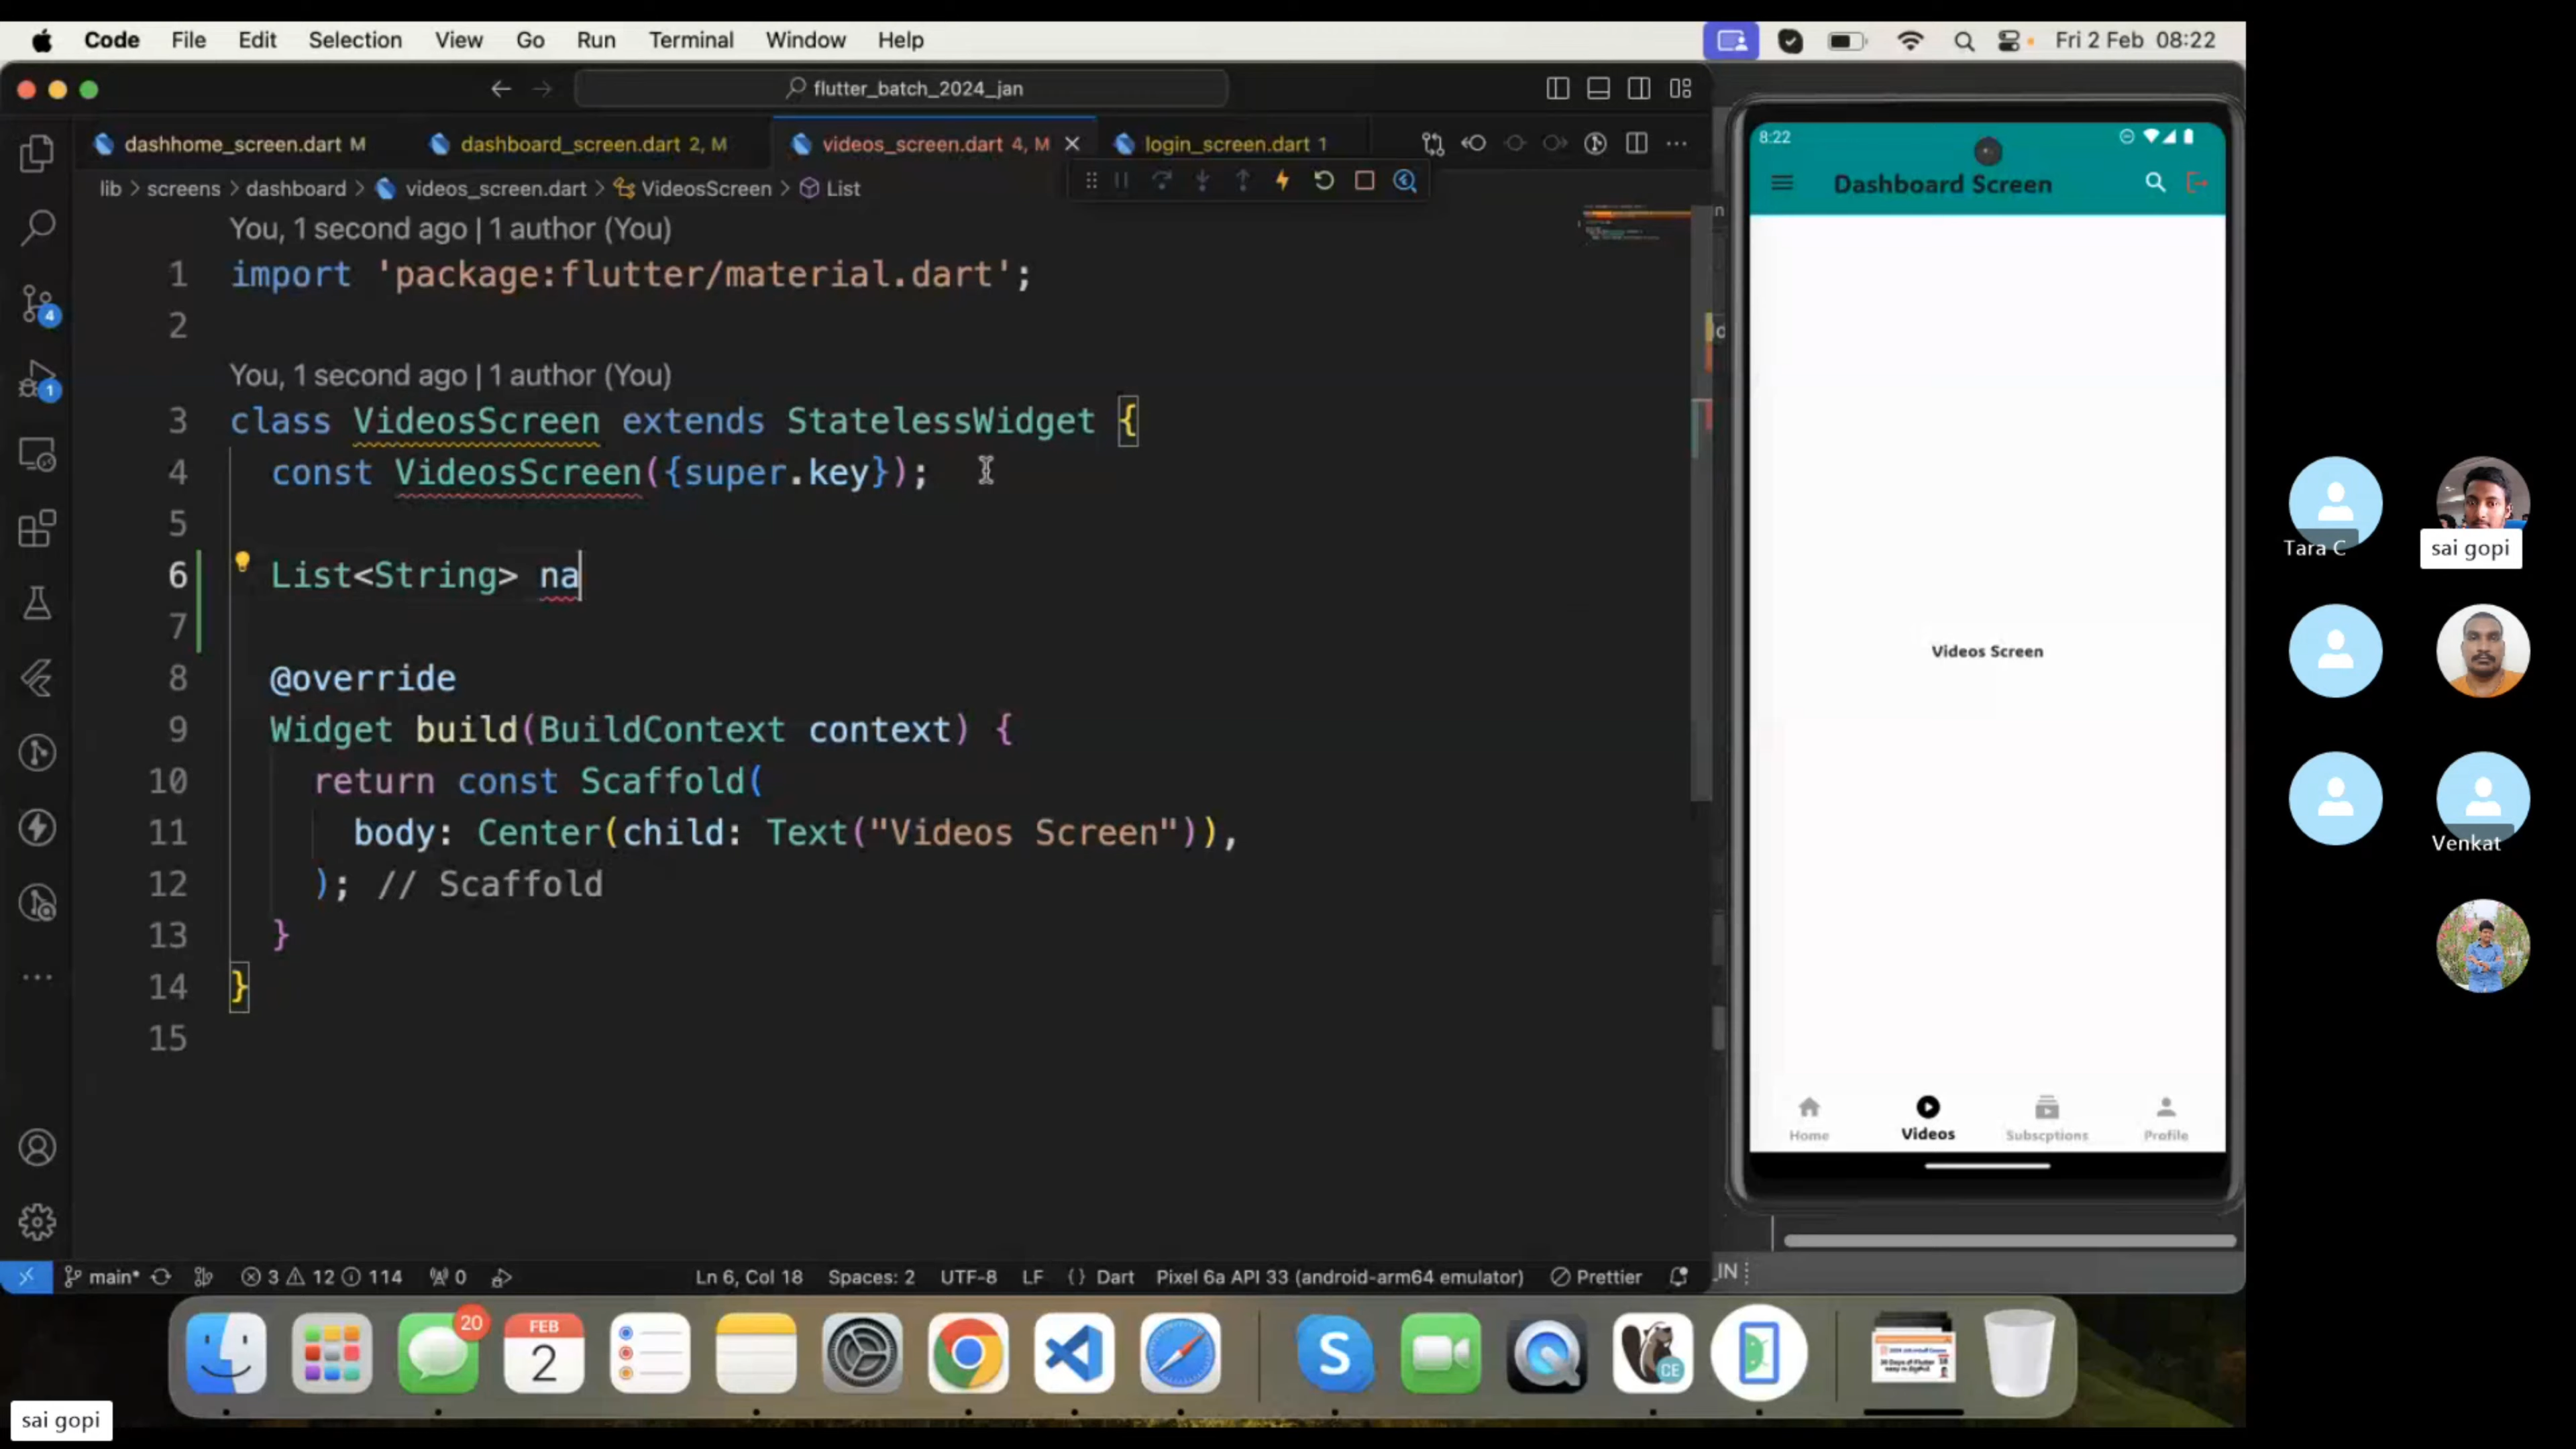 Code File Edit Selection View Go Run Terminal Window Help Fri 2 Feb 08:22
flutter_batch_2024_jan
dashhome_screen.dart M dashboard_screen.dart 2, M videos_screen.dart 4, M login_screen.dart 1
lib > screens > dashboard > videos_screen.dart > VideosScreen > List
You, 1 second ago | 1 author (You)
1 import 'package:flutter/material.dart';
2
You, 1 second ago | 1 author (You)
3 class VideosScreen extends StatelessWidget {
4 const VideosScreen({super.key});
5
6 List<String> na
7
8 @override
9 Widget build(BuildContext context) {
10 return const Scaffold(
11 body: Center(child: Text("Videos Screen")),
12 ); // Scaffold
13 }
14 }
15
4
1
main* 3 12 114 0 Ln 6, Col 18 Spaces: 2 UTF-8 LF {} Dart Pixel 6a API 33 (android-arm64 emulator) Prettier
IN
8:22
Dashboard Screen
Videos Screen
Home Videos Subscptions Profile
Tara C
sai gopi
Venkat
20
FEB
2
S
CE
sai gopi